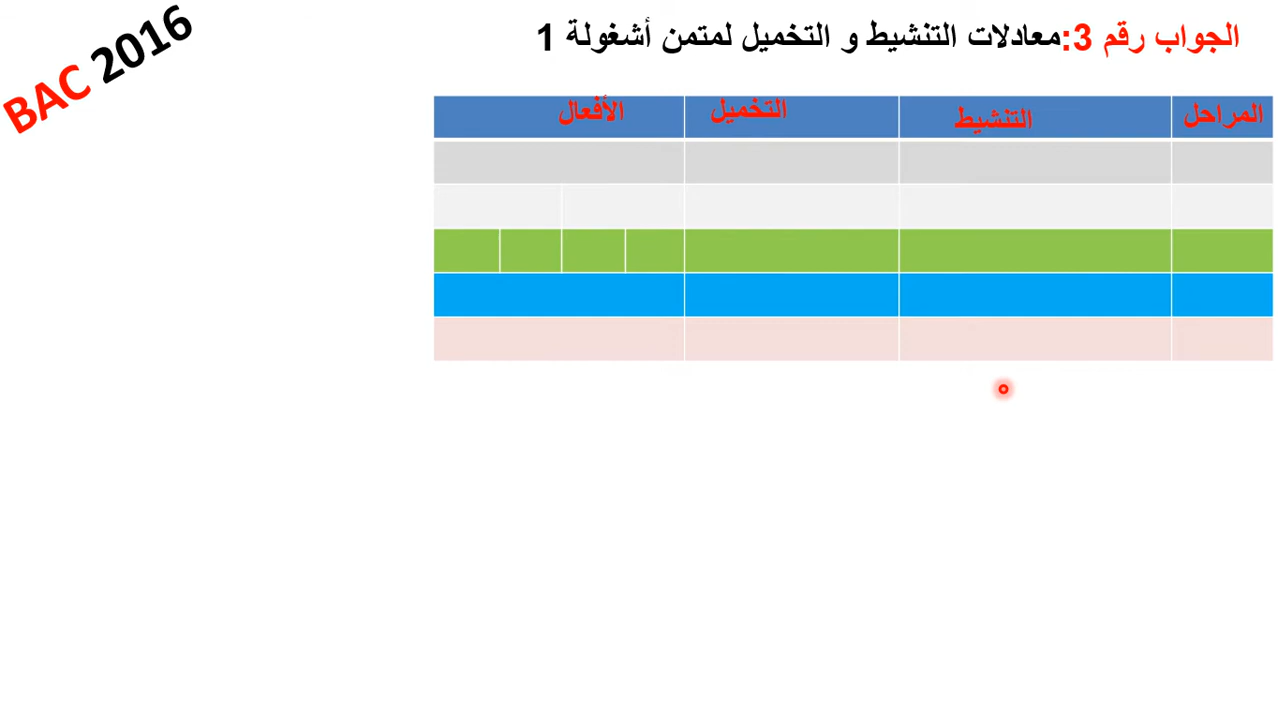 BAC 2016
الجواب رقم 3:معادلات التنشيط و التخميل لمتمن أشغولة 1
المراحل التنشيط التخميل الأفعال